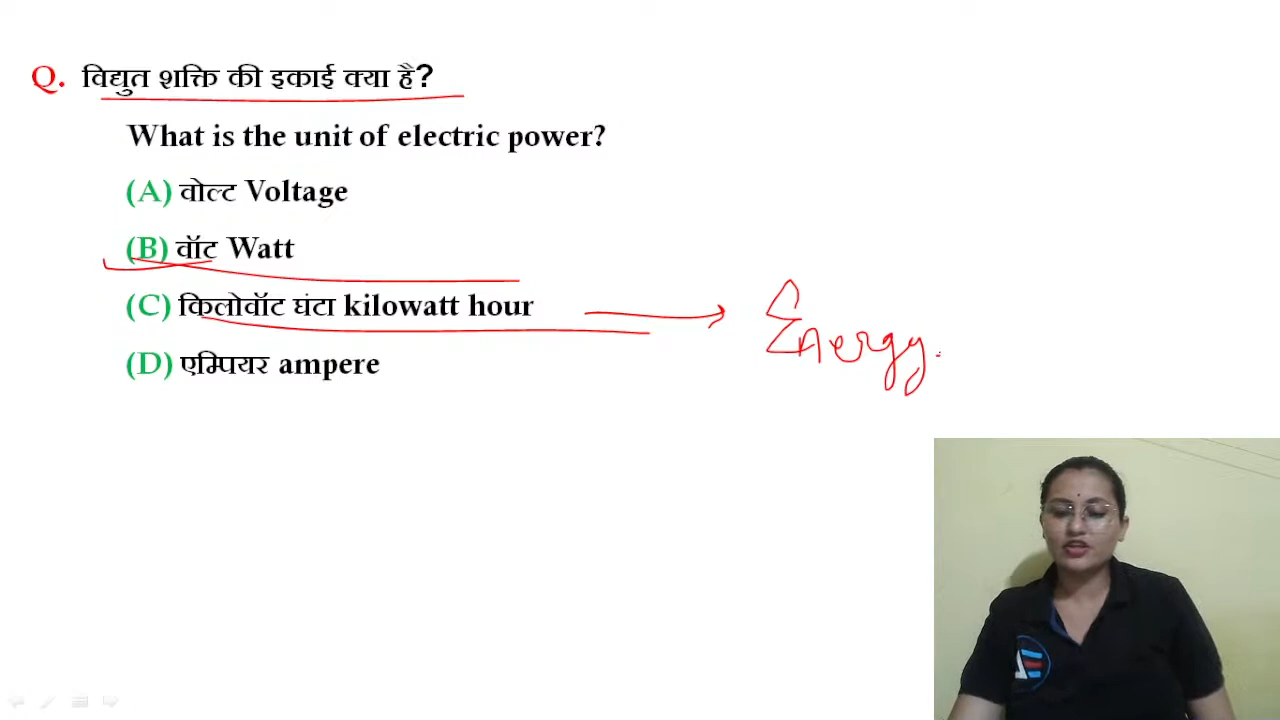 Q. विद्युत शक्ति की इकाई क्या है?
What is the unit of electric power?
(A) वोल्ट Voltage
(B) वॉट Watt
(C) किलोवॉट घंटा kilowatt hour
Energy.
(D) एम्पियर ampere